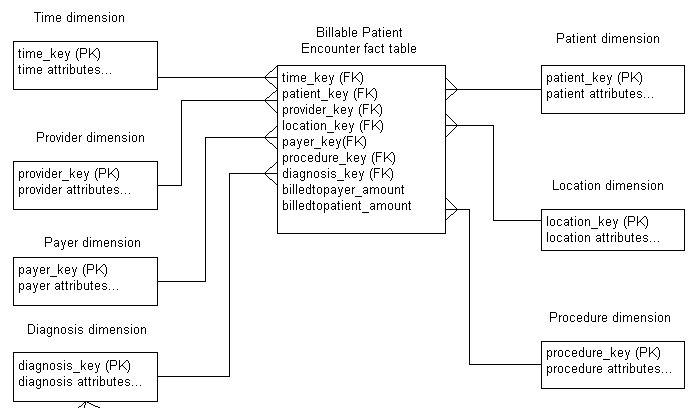 Time dimension
time_key (PK)
time attributes...
Provider dimension
provider_key (PK)
provider attributes...
Payer dimension
payer_key (PK)
payer attributes...
Diagnosis dimension
diagnosis_key (PK)
diagnosis attributes...
Billable Patient
Encounter fact table
time_key (FK)
patient_key (FK)
provider_key (FK)
location_key (FK)
payer_key(FK)
procedure_key (FK)
diagnosis_key (FK)
billedtopayer_amount
billedtopatient_amount
Patient dimension
patient_key (PK)
patient attributes...
Location dimension
location_key (PK)
location attributes...
Procedure dimension
procedure_key (PK)
procedure attributes...